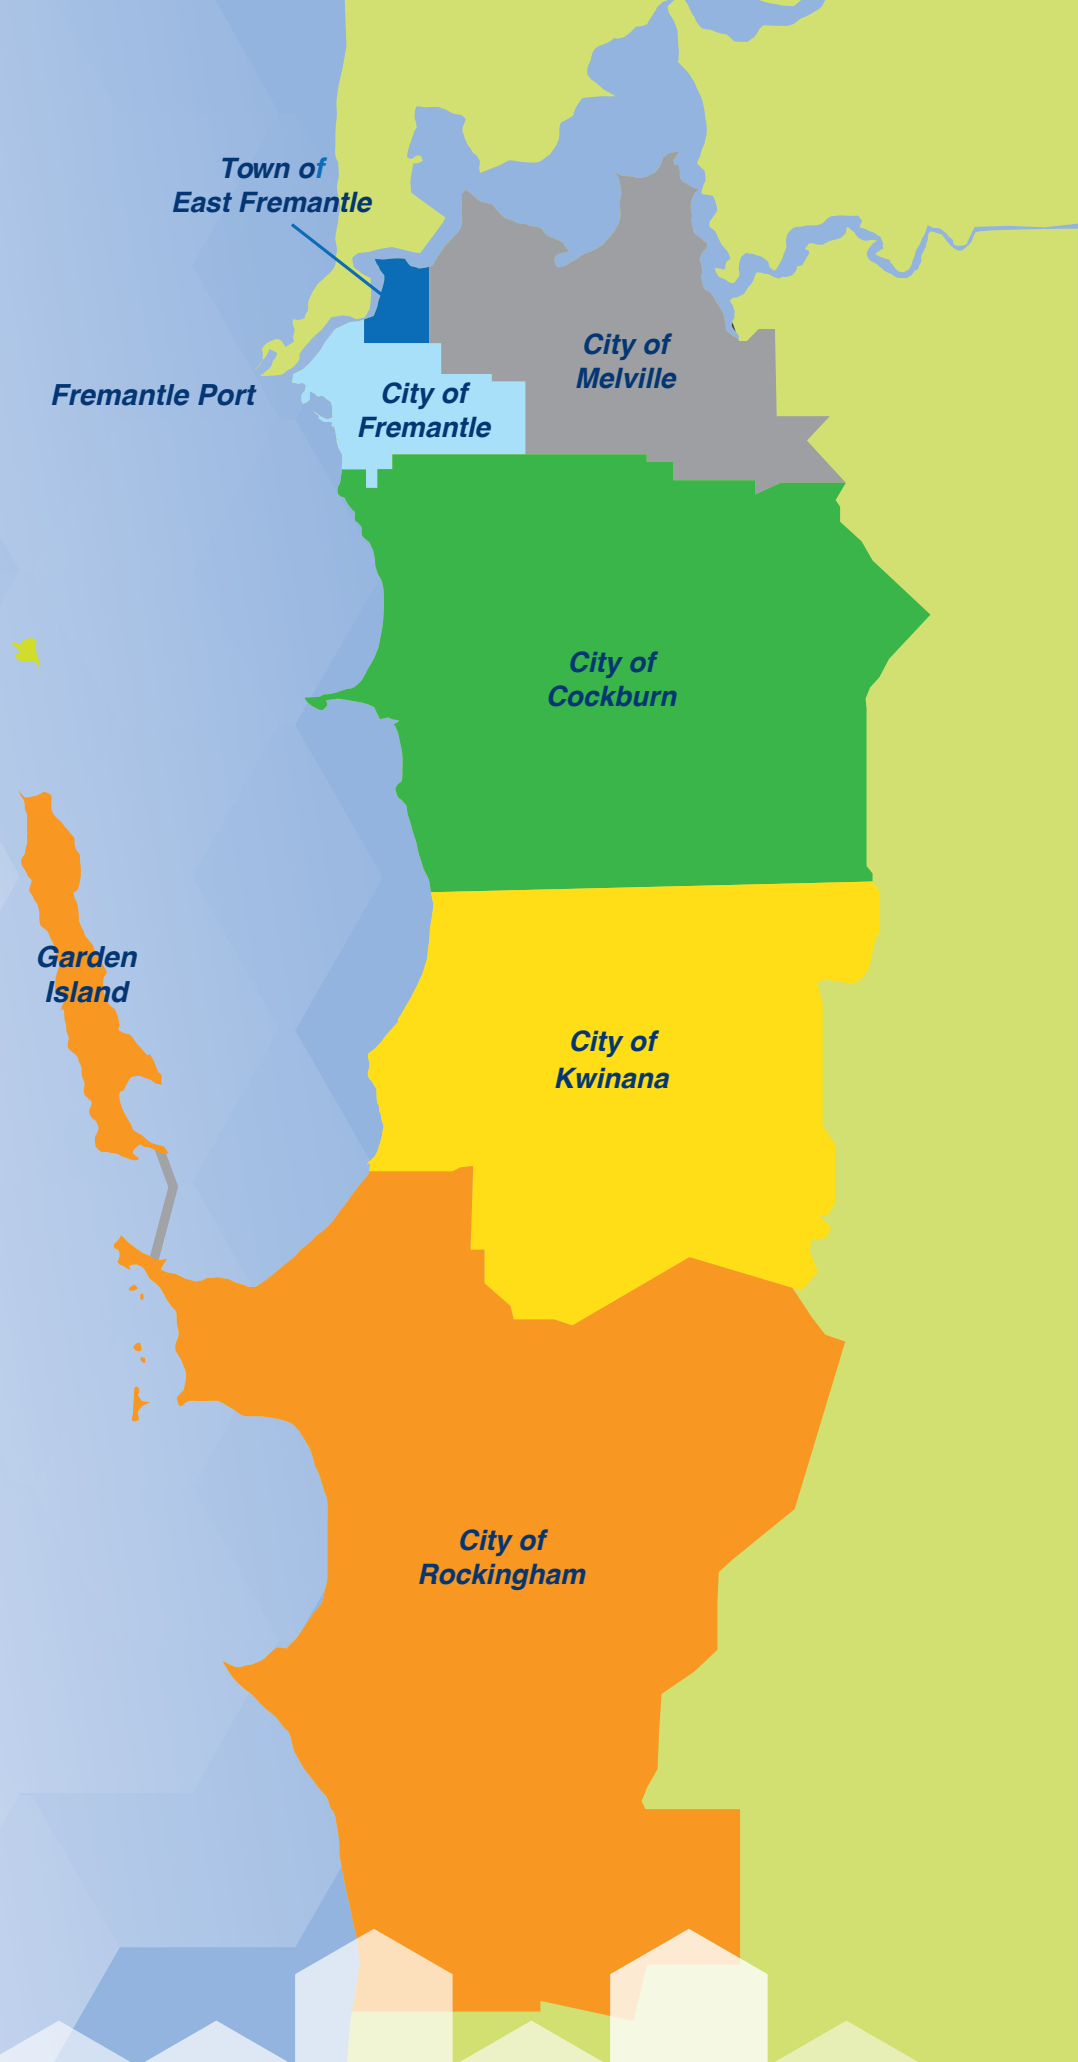 Town of
East Fremantle
City of
Melville
Fremantle Port
City of
Fremantle
City of
Cockburn
Garden
Island
City of
Kwinana
City of
Rockingham